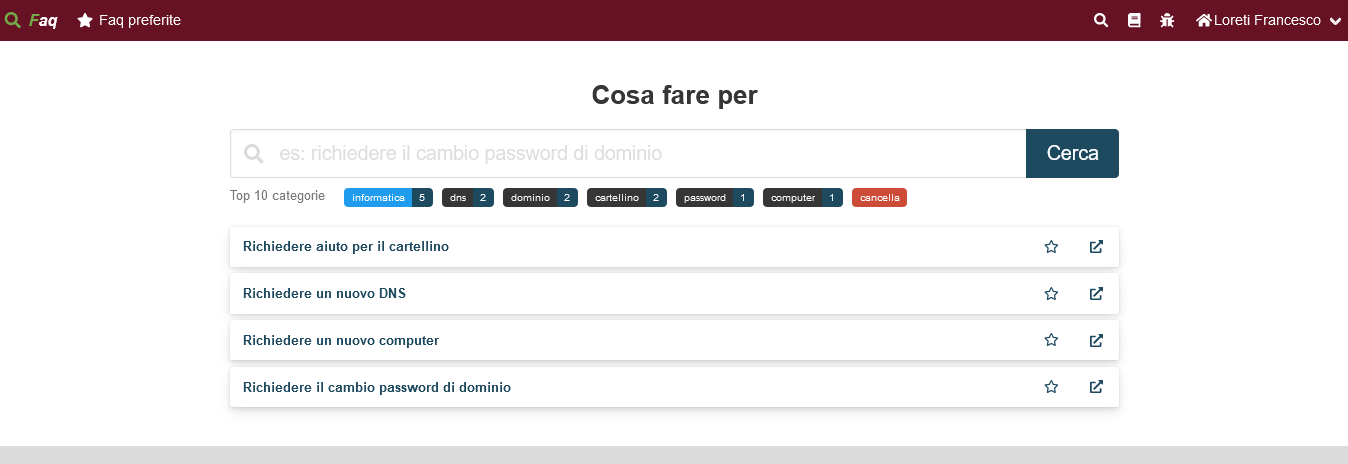 Faq Faq preferite Loreti Francesco
Cosa fare per
es: richiedere il cambio password di dominio Cerca
Top 10 categorie informatica 5 dns 2 dominio 2 cartellino 2 password 1 computer 1 cancella
Richiedere aiuto per il cartellino
Richiedere un nuovo DNS
Richiedere un nuovo computer
Richiedere il cambio password di dominio